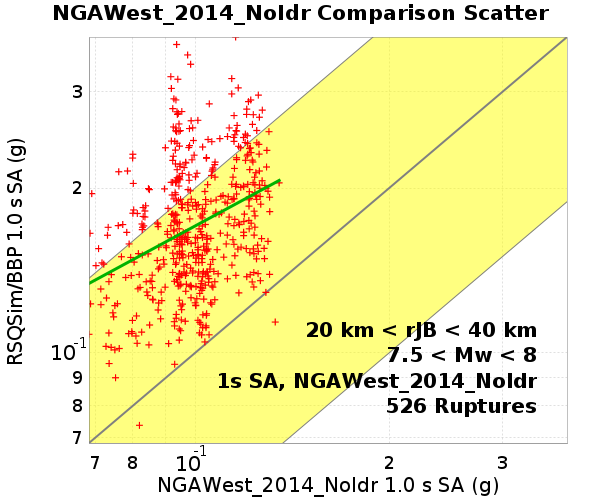 NGAWest_2014_NoIdr Comparison Scatter
RSQSim/BBP 1.0 s SA (g)
3
2
10-1
9
8
7
20 km < rJB < 40 km
7.5 < Mw < 8
1s SA, NGAWest_2014_NoIdr
526 Ruptures
7 8 10-1 2 3
NGAWest_2014_NoIdr 1.0 s SA (g)